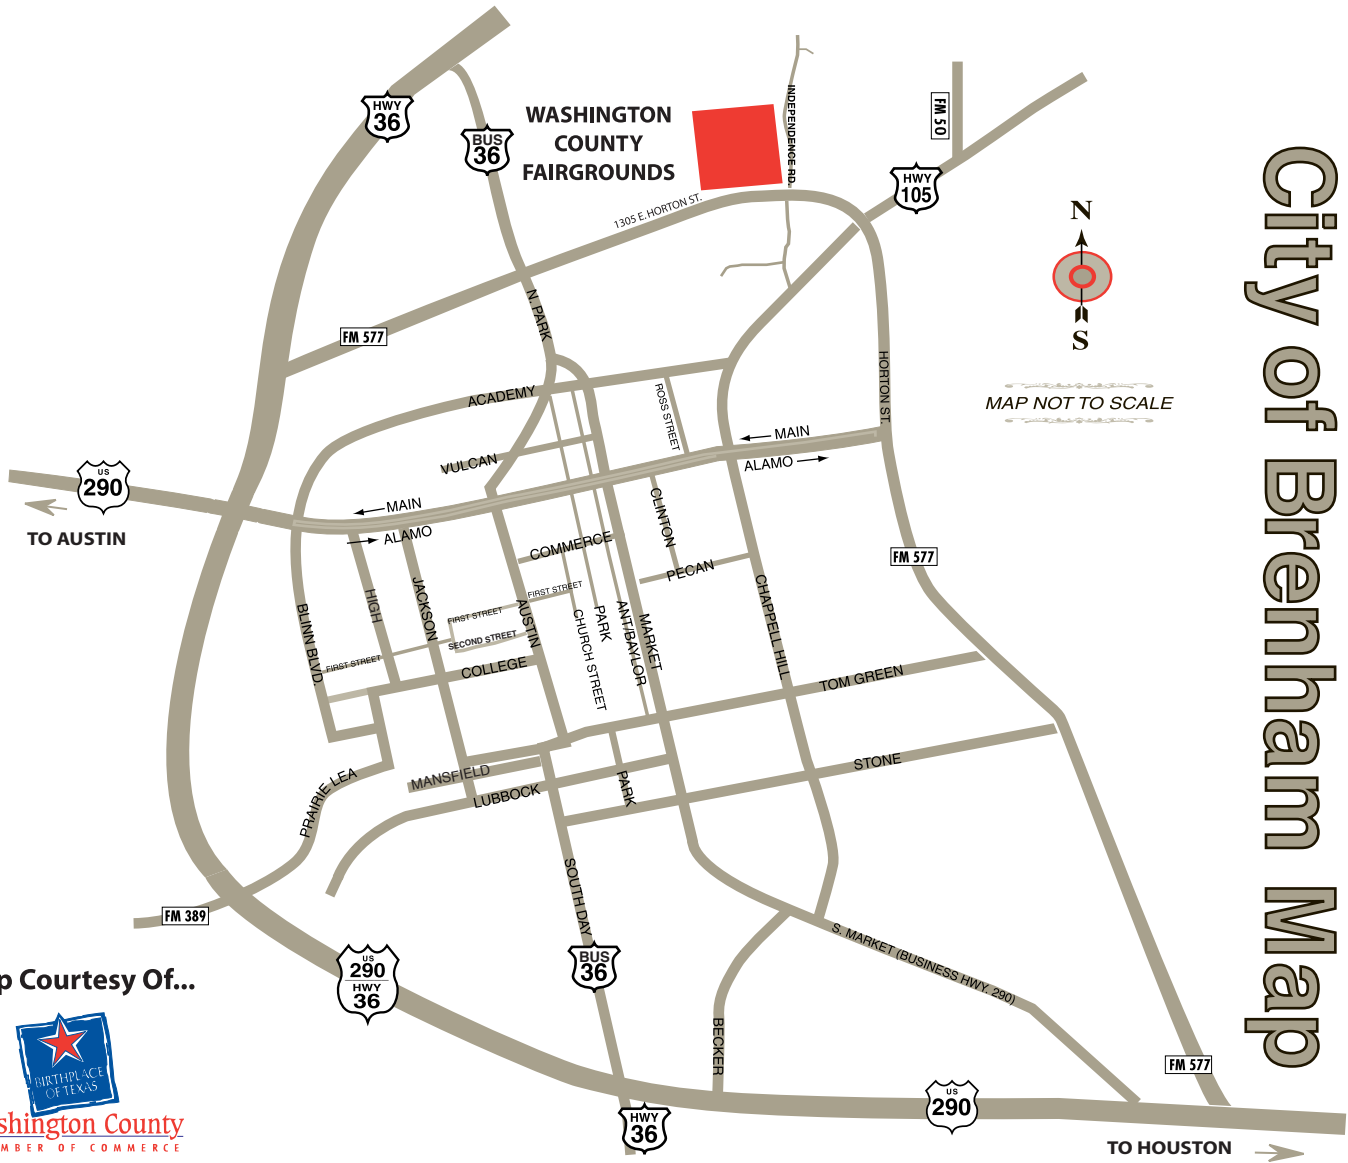 HWY
36
BUS
36
WASHINGTON
COUNTY
FAIRGROUNDS
INDEPENDENCE RD.
FM 50
HWY
105
1305 E. HORTON ST.
N
S
MAP NOT TO SCALE
City of Brenham Map
FM 577
N. PARK
HORTON ST.
ACADEMY
ROSS STREET
VULCAN
MAIN
ALAMO
US
290
TO AUSTIN
MAIN
ALAMO
CLINTON
COMMERCE
PECAN
FM 577
HIGH
JACKSON
BLINN BLVD.
FIRST STREET
FIRST STREET
SECOND STREET
FIRST STREET
AUSTIN
CHURCH STREET
PARK
ANT/BAYLOR
MARKET
CHAPPELL HILL
COLLEGE
TOM GREEN
STONE
MANSFIELD
LUBBOCK
PARK
PRAIRIE LEA
FM 389
SOUTH DAY
BUS
36
S. MARKET (BUSINESS HWY. 290)
BECKER
US
290
HWY
36
p Courtesy Of...
BIRTHPLACE
OF TEXAS
shington County
MBER OF COMMERCE
HWY
36
US
290
FM 577
TO HOUSTON